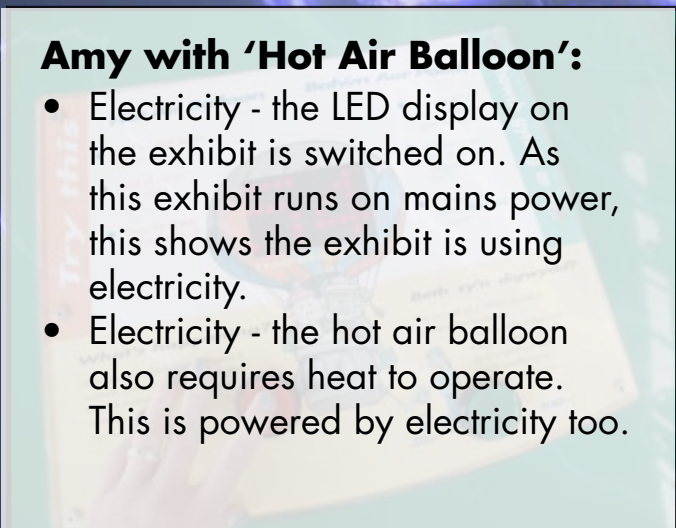 Amy with ‘Hot Air Balloon’:
• Electricity - the LED display on
the exhibit is switched on. As
this exhibit runs on mains power,
this shows the exhibit is using
electricity.
• Electricity - the hot air balloon
also requires heat to operate.
This is powered by electricity too.
Try this